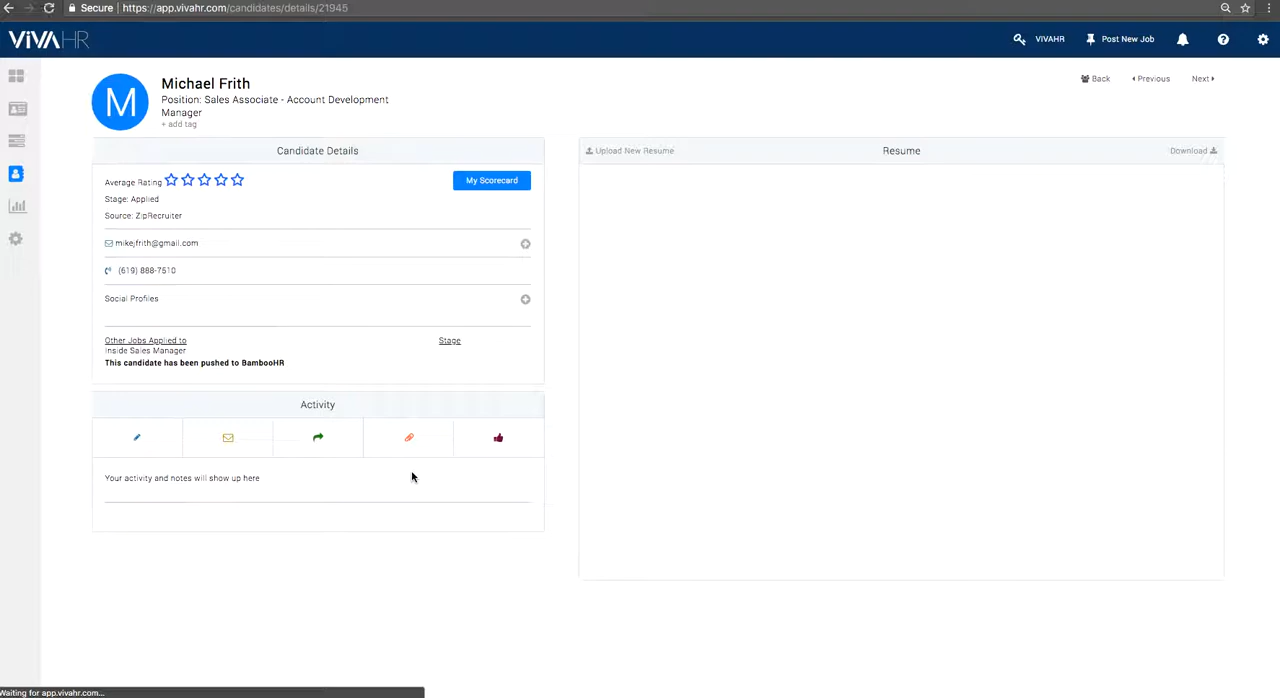 Secure | https://app.vivahr.com/candidates/details/21945
ViVAHR
VIVAHR
Post New Job
Michael Frith
Position: Sales Associate - Account Development
Manager
+ add tag
Back
Previous
Next
Candidate Details
Average Rating
My Scorecard
Stage: Applied
Source: ZipRecruiter
mikejfrith@gmail.com
(619) 888-7510
Social Profiles
Other Jobs Applied to
Stage
Inside Sales Manager
This candidate has been pushed to BambooHR
Activity
Your activity and notes will show up here
Upload New Resume
Resume
Download
M
Waiting for app.vivahr.com...